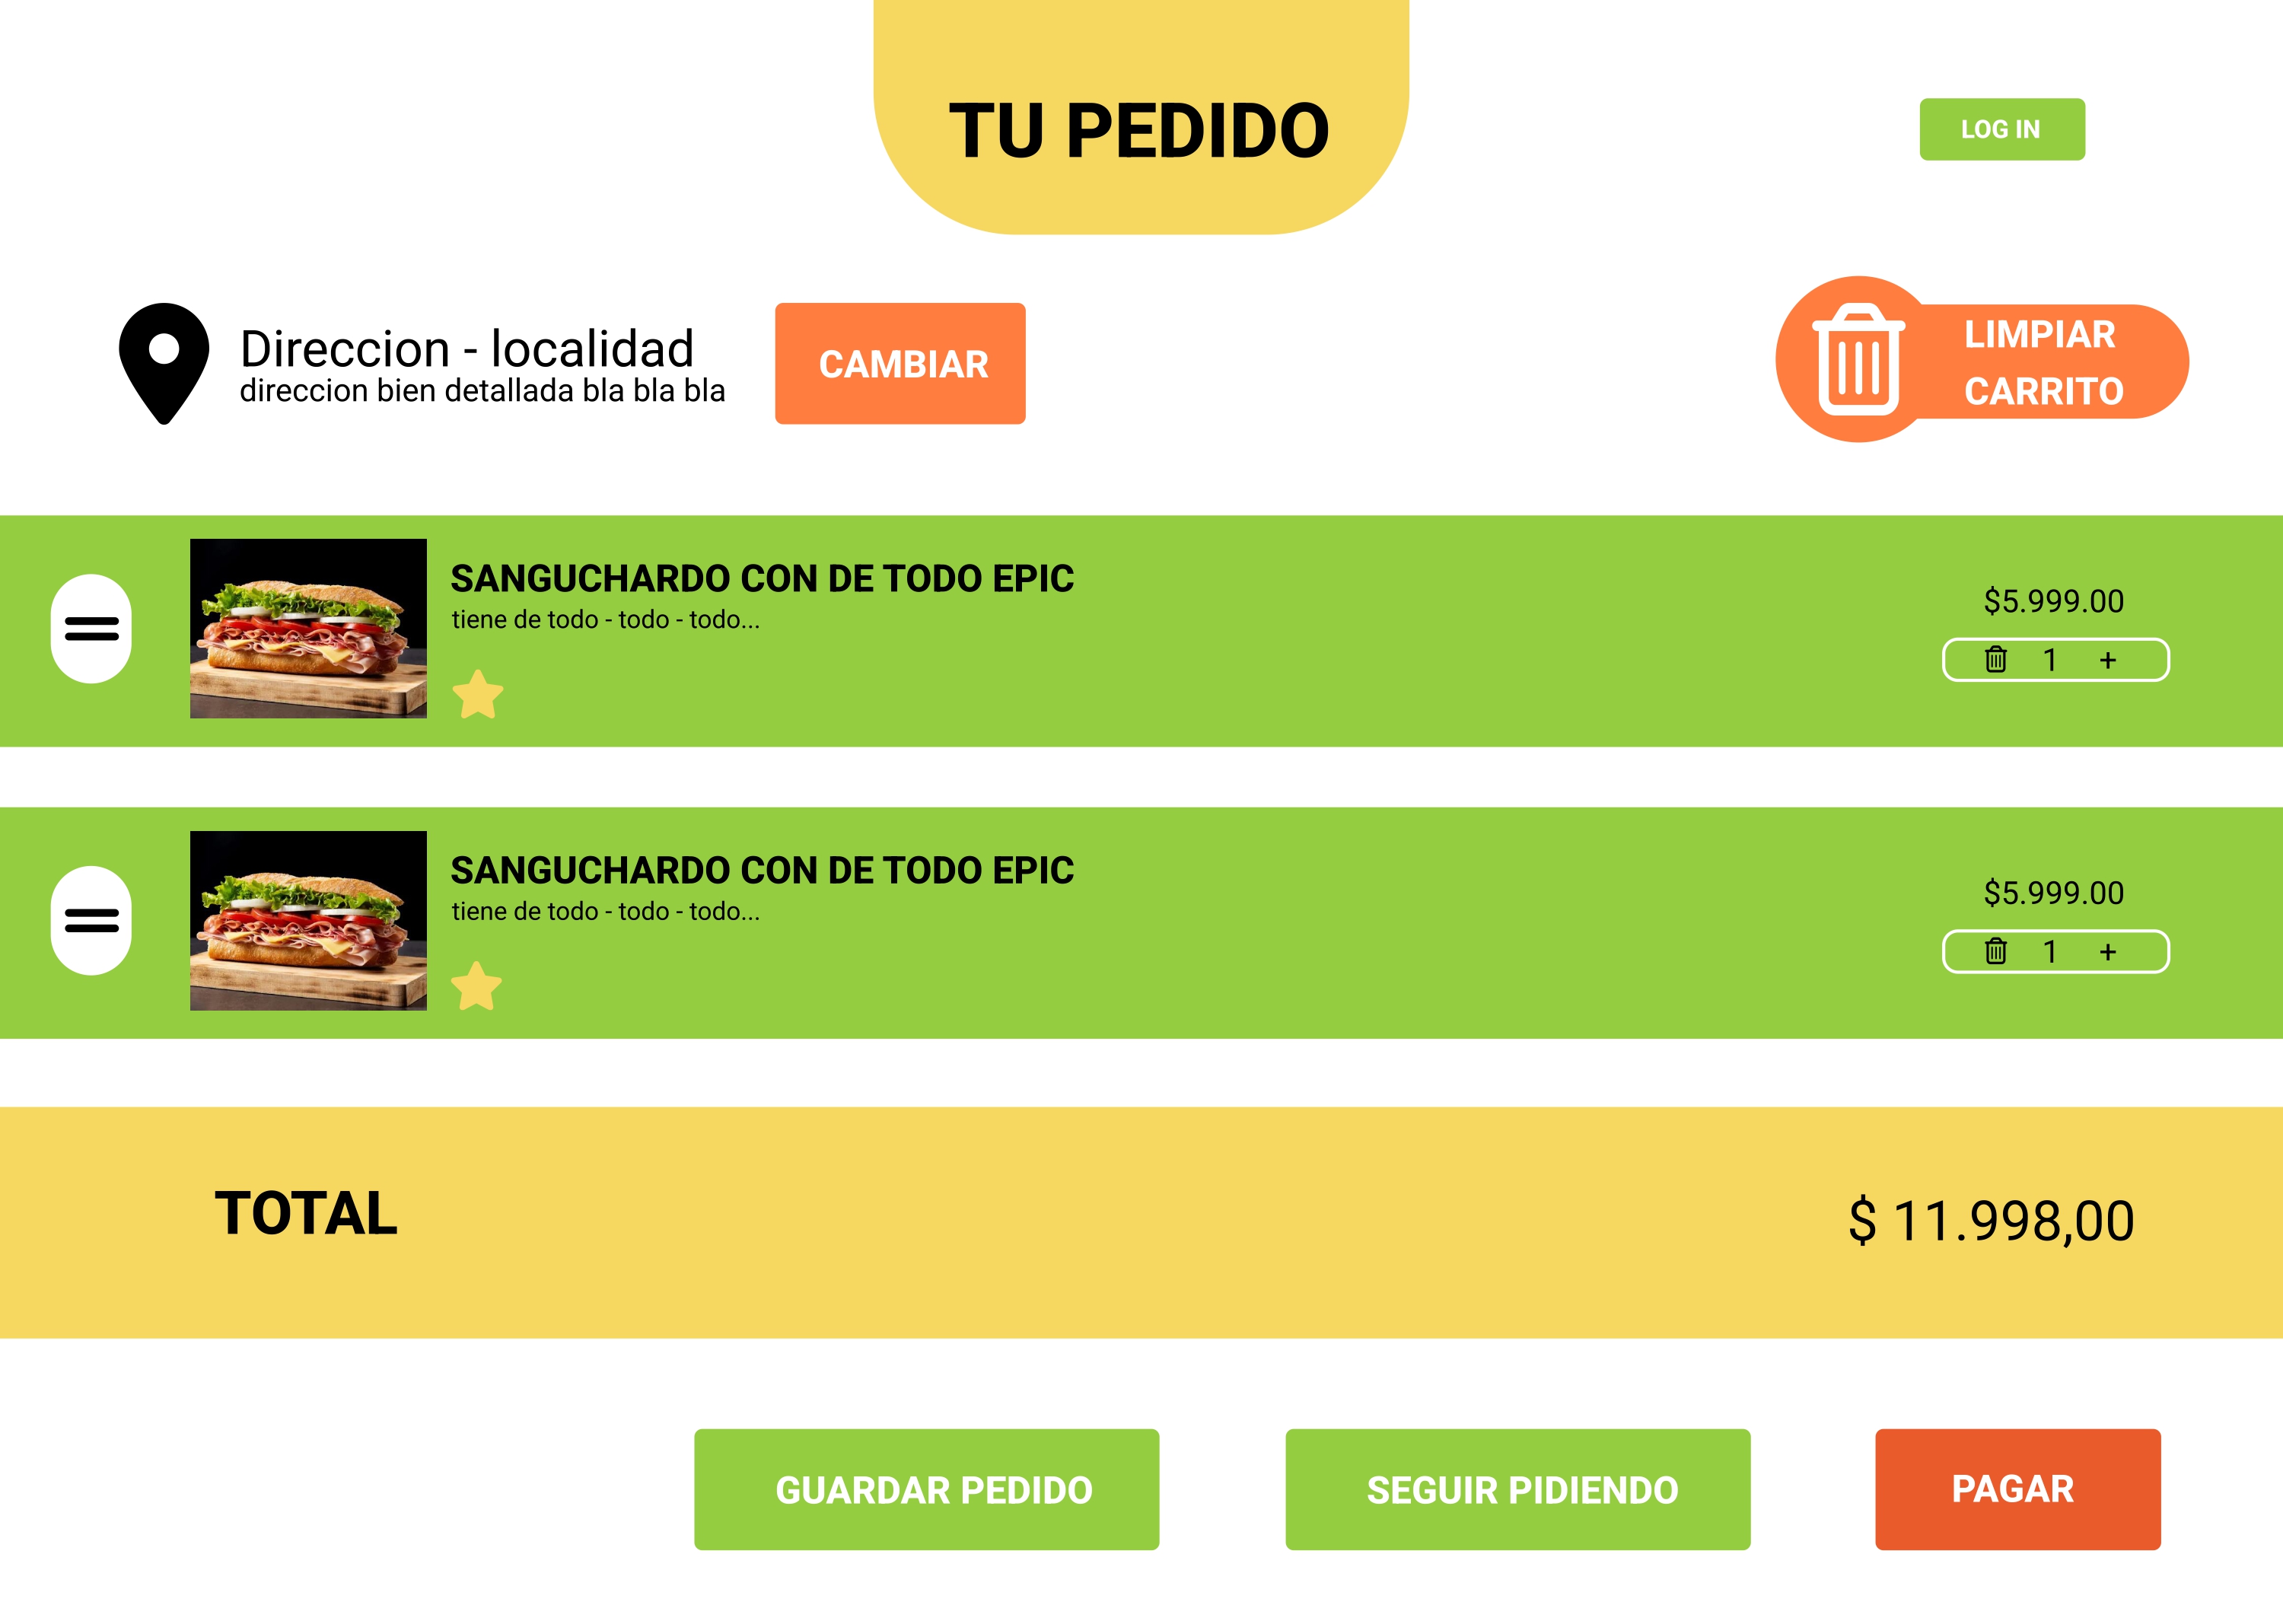 TU PEDIDO
LOG IN
Direccion - localidad
direccion bien detallada bla bla bla
CAMBIAR
LIMPIAR
CARRITO
SANGUCHARDO CON DE TODO EPIC
tiene de todo - todo - todo...
$5.999.00
1 +
SANGUCHARDO CON DE TODO EPIC
tiene de todo - todo - todo...
$5.999.00
1 +
TOTAL
$ 11.998,00
GUARDAR PEDIDO
SEGUIR PIDIENDO
PAGAR